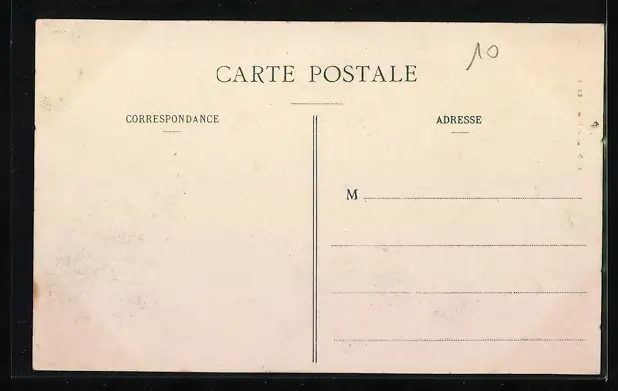 10
CARTE POSTALE
CORRESPONDANCE
ADRESSE
M